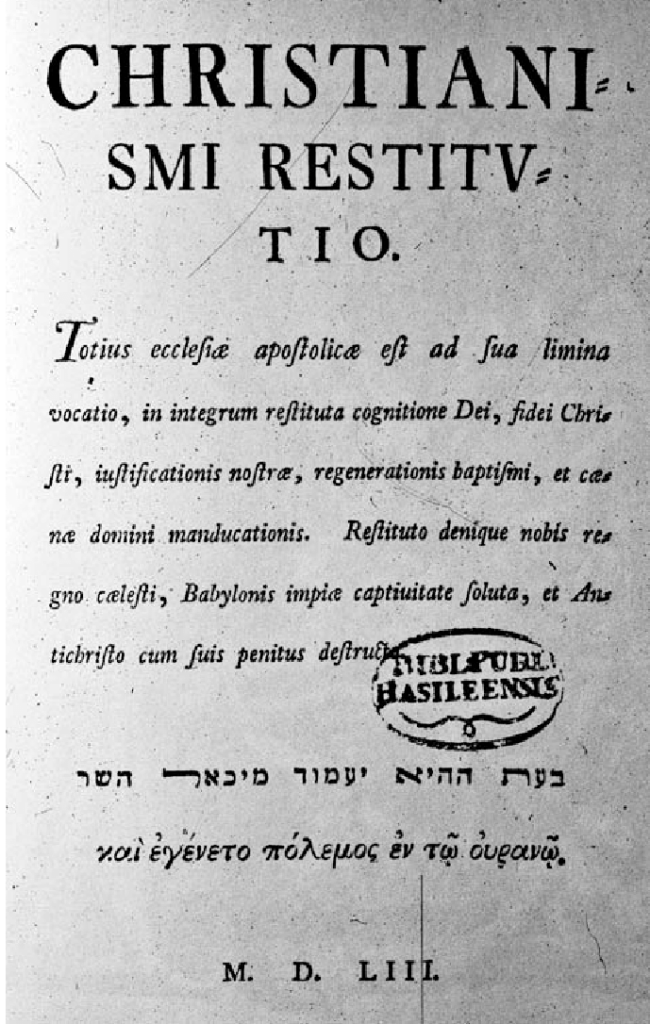 CHRISTIANI-
SMI RESTITV-
TIO.
Totius ecclesiæ apostolicæ est ad sua limina
vocatio, in integrum restituta cognitione Dei, fidei Chri-
sti, iustificationis nostræ, regenerationis baptismi, et cœ-
næ domini manducationis. Restituto denique nobis re-
gno cælesti, Babylonis impiæ captiuitate soluta, et An-
tichristo cum suis penitus destructo
BIBL. PUBL.
BASILEENSIS
בעת ההיא יעמוד מיכאל השר
καὶ ἐγένετο πόλεμος ἐν τῷ οὐρανῷ.
M. D. LIII.